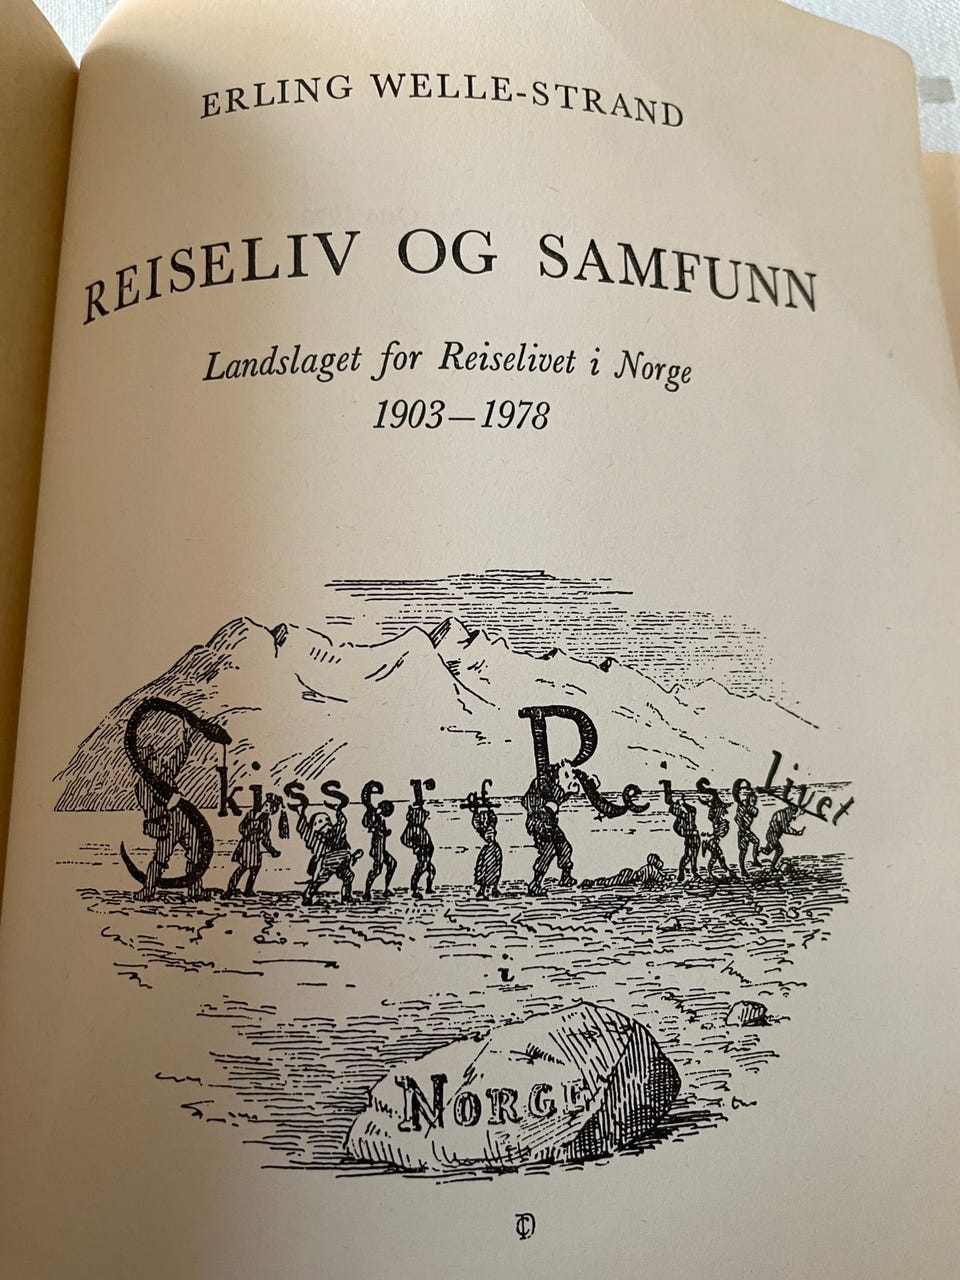 ERLING WELLE-STRAND
REISELIV OG SAMFUNN
Landslaget for Reiselivet i Norge
1903—1978
Skisser af Reiselivet
i
NORGE